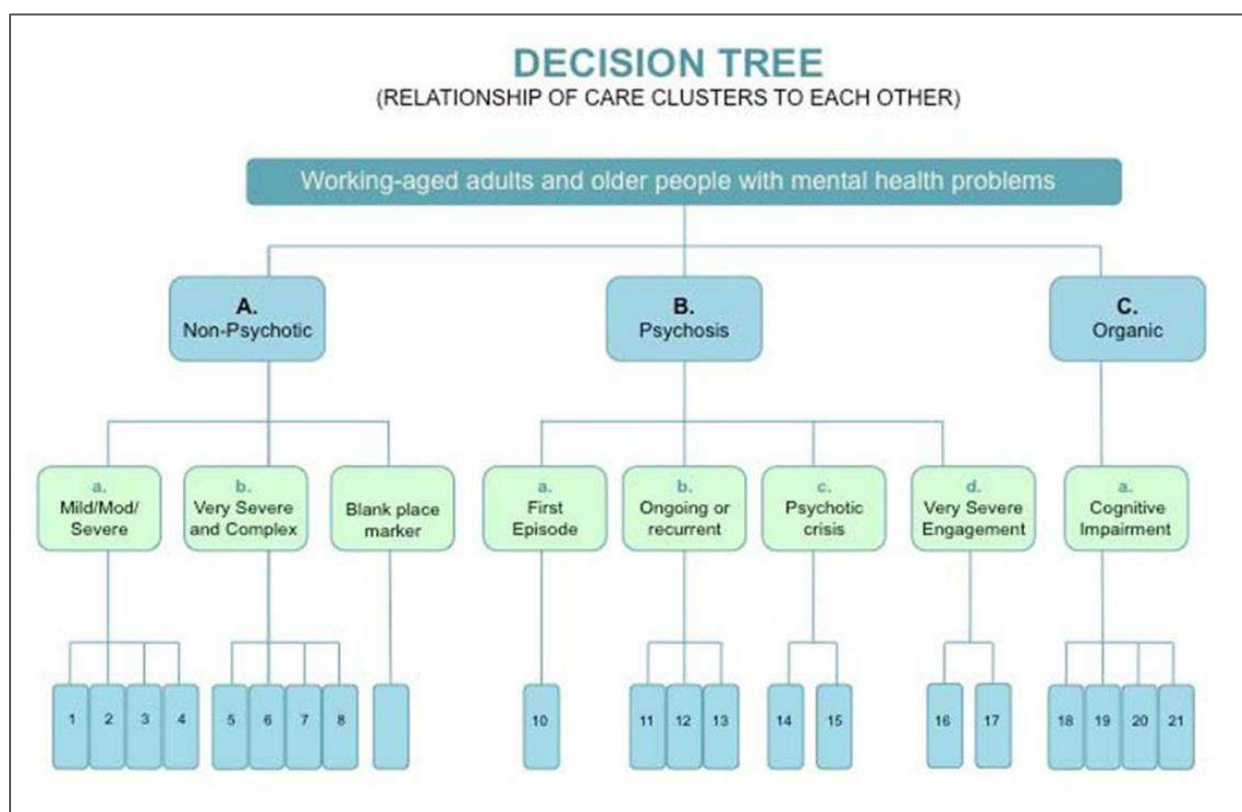 DECISION TREE
(RELATIONSHIP OF CARE CLUSTERS TO EACH OTHER)
Working-aged adults and older people with mental health problems
A.
Non-Psychotic
B.
Psychosis
C.
Organic
a.
Mild/Mod/
Severe
b.
Very Severe
and Complex
Blank place
marker
a.
First
Episode
b.
Ongoing or
recurrent
c.
Psychotic
crisis
d.
Very Severe
Engagement
a.
Cognitive
Impairment
1 2 3 4 5 6 7 8 10 11 12 13 14 15 16 17 18 19 20 21